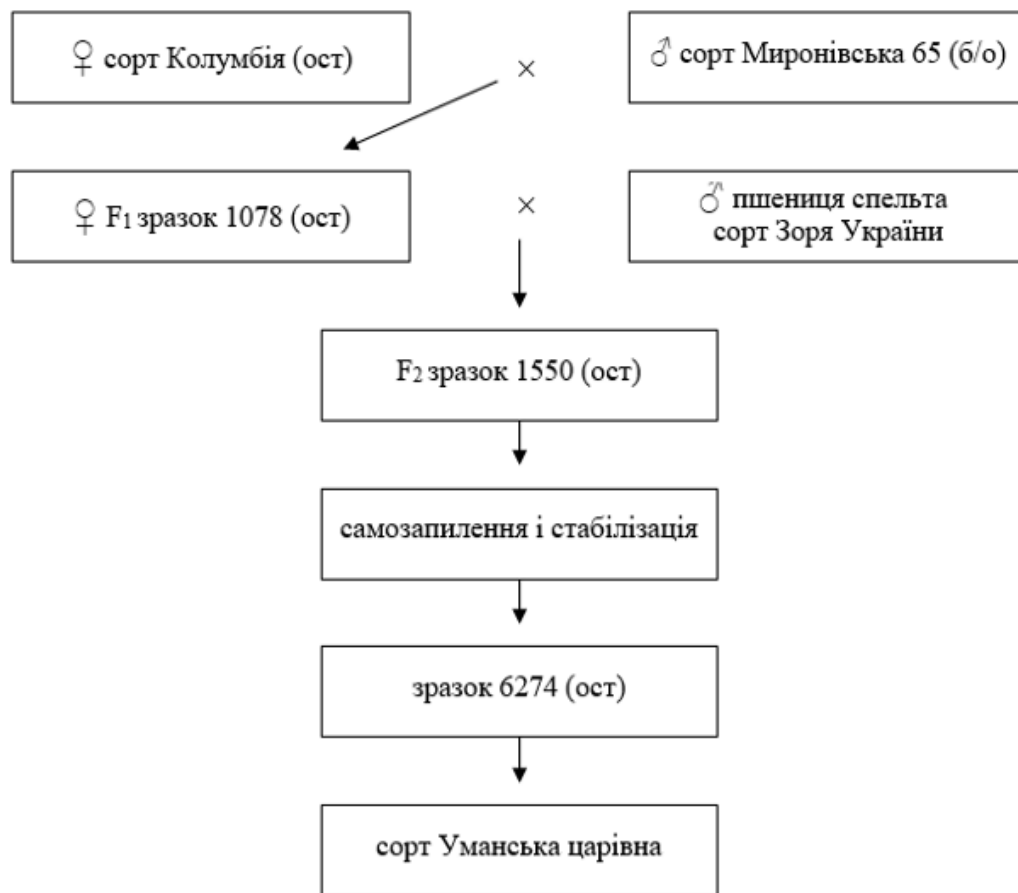 ♀ сорт Колумбія (ост) × ♂ сорт Миронівська 65 (б/о)
♀ F₁ зразок 1078 (ост) × ♂ пшениця спельта
сорт Зоря України
F₂ зразок 1550 (ост)
самозапилення і стабілізація
зразок 6274 (ост)
сорт Уманська царівна